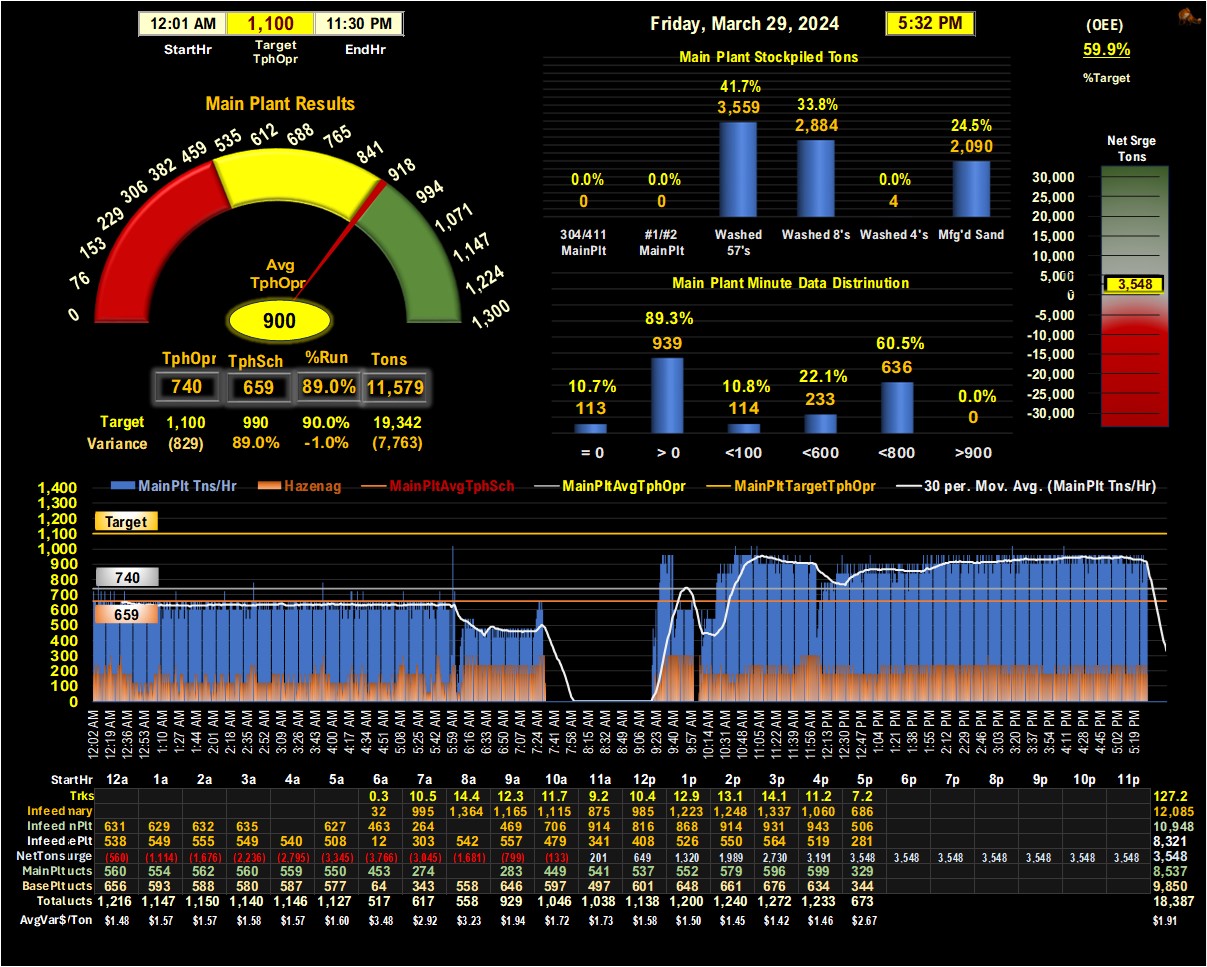 12:01 AM 1,100 11:30 PM
StartHr Target TphOpr EndHr
Friday, March 29, 2024 5:32 PM
(OEE)
59.9%
%Target
Main Plant Results
0 76 153 229 306 382 459 535 612 688 765 841 918 994 1,071 1,147 1,224 1,300
Avg
TphOpr
900
TphOpr TphSch %Run Tons
740 659 89.0% 11,579
Target 1,100 990 90.0% 19,342
Variance (829) 89.0% -1.0% (7,763)
Main Plant Stockpiled Tons
41.7%
3,559
33.8%
2,884
24.5%
2,090
0.0% 0.0% 0.0%
0 0 4
304/411 MainPlt #1/#2 MainPlt Washed 57's Washed 8's Washed 4's Mfg'd Sand
Main Plant Minute Data Distrinution
89.3%
939
60.5%
636
10.7% 10.8% 22.1% 0.0%
113 114 233 0
= 0 > 0 <100 <600 <800 >900
Net Srge
Tons
30,000
25,000
20,000
15,000
10,000
5,000
3,548
0
-5,000
-10,000
-15,000
-20,000
-25,000
-30,000
MainPlt Tns/Hr Hazenag MainPltAvgTphSch MainPltAvgTphOpr MainPltTargetTphOpr 30 per. Mov. Avg. (MainPlt Tns/Hr)
1,400
1,300
1,200
1,100
1,000
900
800
700
600
500
400
300
200
100
0
Target
740
659
12:02 AM 12:19 AM 12:36 AM 12:53 AM 1:10 AM 1:27 AM 1:44 AM 2:01 AM 2:18 AM 2:35 AM 2:52 AM 3:09 AM 3:26 AM 3:43 AM 4:00 AM 4:17 AM 4:34 AM 4:51 AM 5:08 AM 5:25 AM 5:42 AM 5:59 AM 6:16 AM 6:33 AM 6:50 AM 7:07 AM 7:24 AM 7:41 AM 7:58 AM 8:15 AM 8:32 AM 8:49 AM 9:06 AM 9:23 AM 9:40 AM 9:57 AM 10:14 AM 10:31 AM 10:48 AM 11:05 AM 11:22 AM 11:39 AM 11:56 AM 12:13 PM 12:30 PM 12:47 PM 1:04 PM 1:21 PM 1:38 PM 1:55 PM 2:12 PM 2:29 PM 2:46 PM 3:03 PM 3:20 PM 3:37 PM 3:54 PM 4:11 PM 4:28 PM 4:45 PM 5:02 PM 5:19 PM
StartHr 12a 1a 2a 3a 4a 5a 6a 7a 8a 9a 10a 11a 12p 1p 2p 3p 4p 5p 6p 7p 8p 9p 10p 11p
Trks 0.3 10.5 14.4 12.3 11.7 9.2 10.4 12.9 13.1 14.1 11.2 7.2 127.2
Infeed mary 32 995 1,364 1,165 1,115 875 985 1,223 1,248 1,337 1,060 686 12,085
Infeed nPlt 631 629 632 635 627 463 264 469 706 914 816 868 914 931 943 506 10,948
Infeed ePlt 538 549 555 549 540 508 12 303 542 557 479 341 408 526 550 564 519 281 8,321
NetTons urge (560) (1,114) (1,676) (2,236) (2,795) (3,345) (3,766) (3,045) (1,681) (799) (133) 201 649 1,320 1,989 2,730 3,191 3,548 3,548 3,548 3,548 3,548 3,548 3,548 3,548
MainPlt ucts 560 554 562 560 559 550 453 274 283 449 541 537 552 579 596 599 329 8,537
BasePlt ucts 656 593 588 580 587 577 64 343 558 646 597 497 601 648 661 676 634 344 9,850
Total ucts 1,216 1,147 1,150 1,140 1,146 1,127 517 617 558 929 1,046 1,038 1,138 1,200 1,240 1,272 1,233 673 18,387
AvgVar$/Ton $1.48 $1.57 $1.57 $1.58 $1.57 $1.60 $3.48 $2.92 $3.23 $1.94 $1.72 $1.73 $1.58 $1.50 $1.45 $1.42 $1.46 $2.67 $1.91